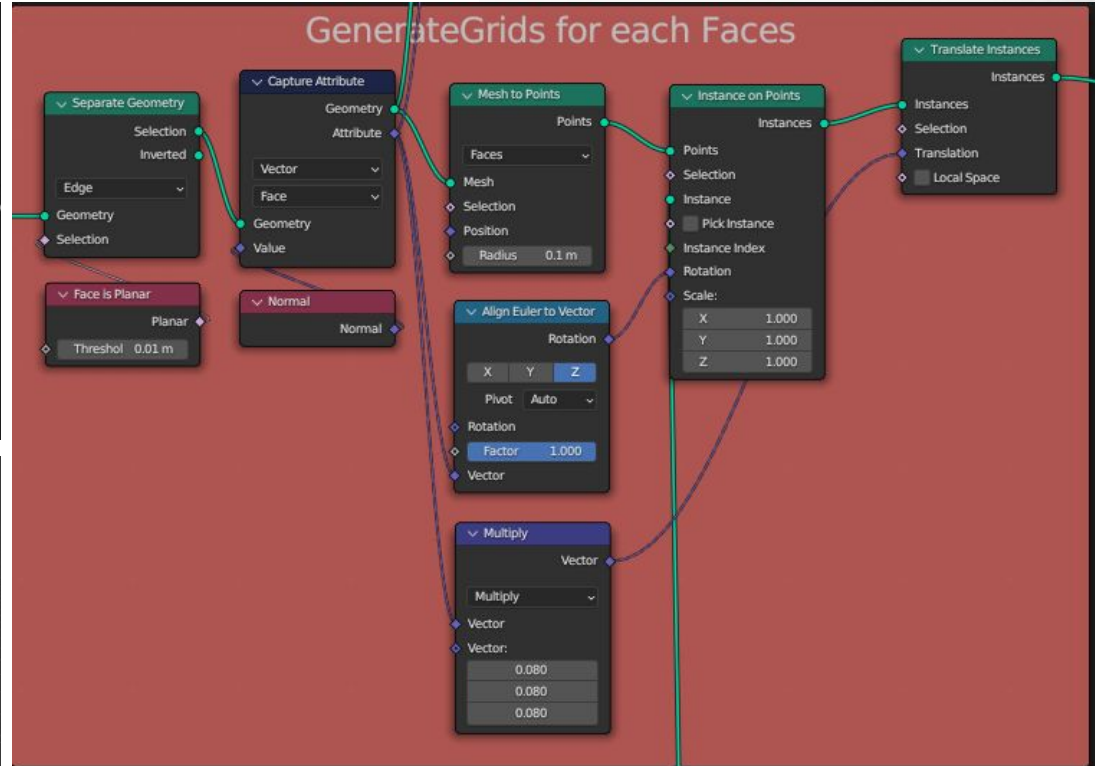 GenerateGrids for each Faces
Separate Geometry
Selection
Inverted
Edge
Geometry
Selection
Face is Planar
Planar
Threshol 0.01 m
Capture Attribute
Geometry
Attribute
Vector
Face
Geometry
Value
Normal
Normal
Mesh to Points
Points
Faces
Mesh
Selection
Position
Radius 0.1 m
Align Euler to Vector
Rotation
X Y Z
Pivot Auto
Rotation
Factor 1.000
Vector
Multiply
Vector
Multiply
Vector
Vector:
0.080
0.080
0.080
Instance on Points
Instances
Points
Selection
Instance
Pick Instance
Instance Index
Rotation
Scale:
X 1.000
Y 1.000
Z 1.000
Translate Instances
Instances
Instances
Selection
Translation
Local Space